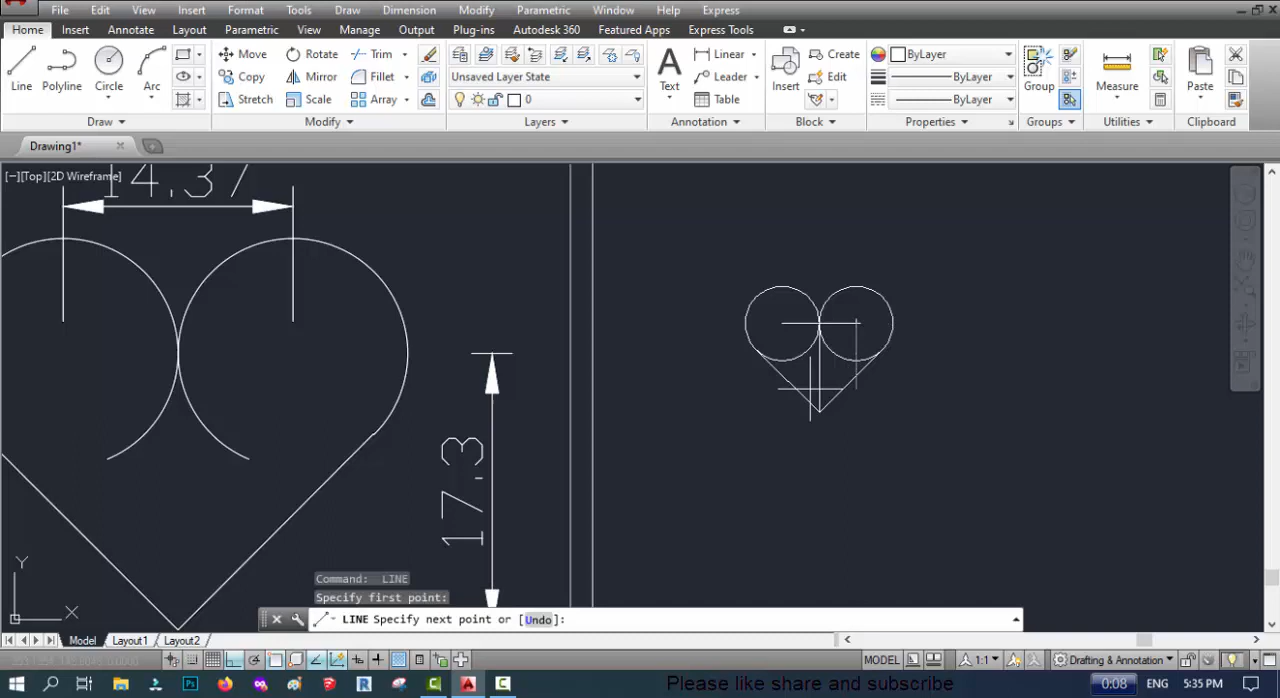 File Edit View Insert Format Tools Draw Dimension Modify Parametric Window Help Express
Home Insert Annotate Parametric View Manage Output Plug-ins Autodesk 360 Featured Apps Express Tools
Line Polyline Circle Arc
Move Rotate Trim
Copy Mirror Fillet
Stretch Scale Array
Unsaved Layer State
0
Text
Linear
Leader
Table
Insert
Create
Edit
ByLayer
ByLayer
ByLayer
Group
Measure
Paste
Draw Modify Layers Annotation Block Properties Groups Utilities Clipboard
Drawing1*
[−][Top][2D Wireframe]
14.37
17.3
Y
X
Command: LINE
Specify first point:
LINE Specify next point or [Undo]:
Model Layout1 Layout2
MODEL 1:1 Drafting & Annotation
Please like share and subscribe
0:08 ENG 5:35 PM